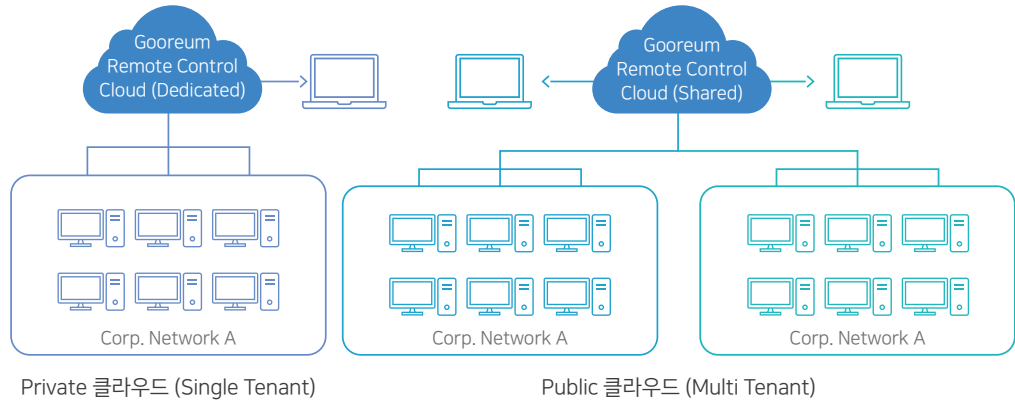 Gooreum
Remote Control
Cloud (Dedicated)
Gooreum
Remote Control
Cloud (Shared)
Corp. Network A
Corp. Network A
Corp. Network A
Private 클라우드 (Single Tenant)
Public 클라우드 (Multi Tenant)